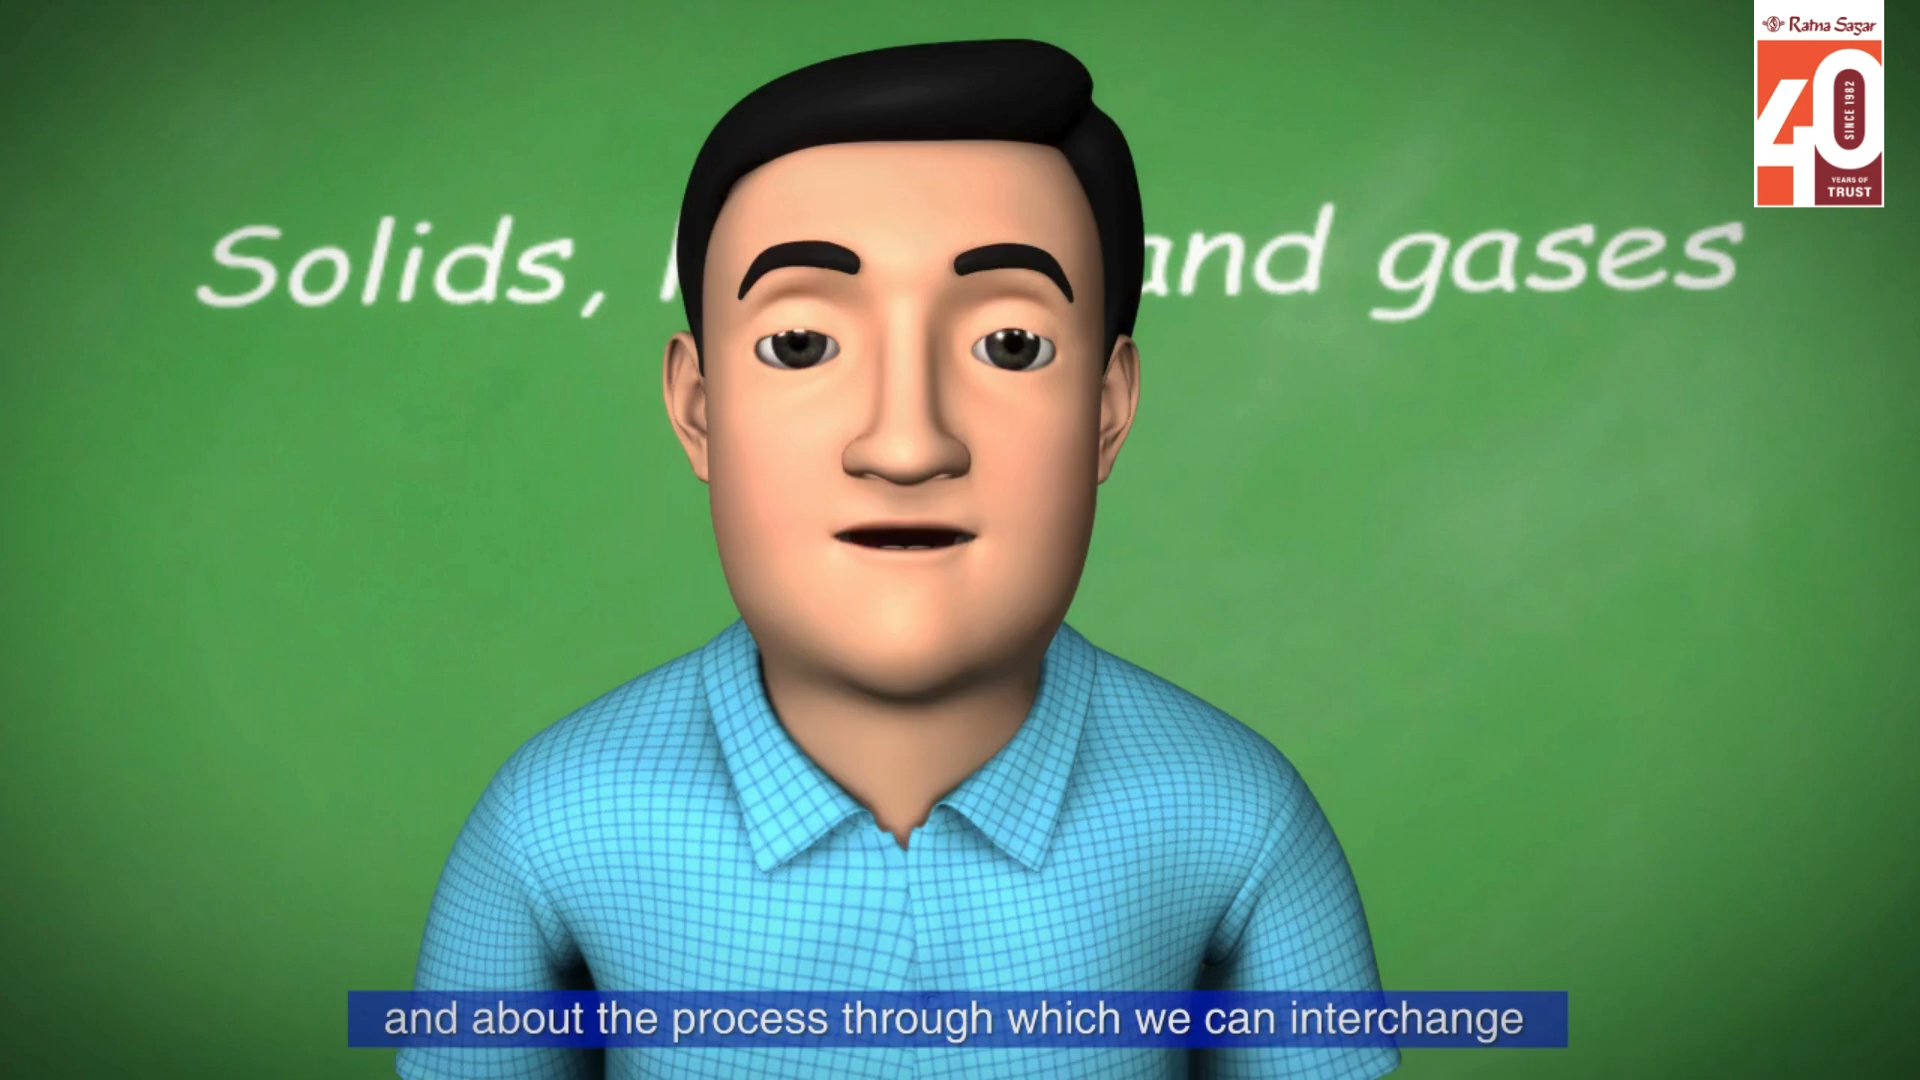 Ratna Sagar
40
SINCE 1982
YEARS OF
TRUST
Solids, and gases
and about the process through which we can interchange